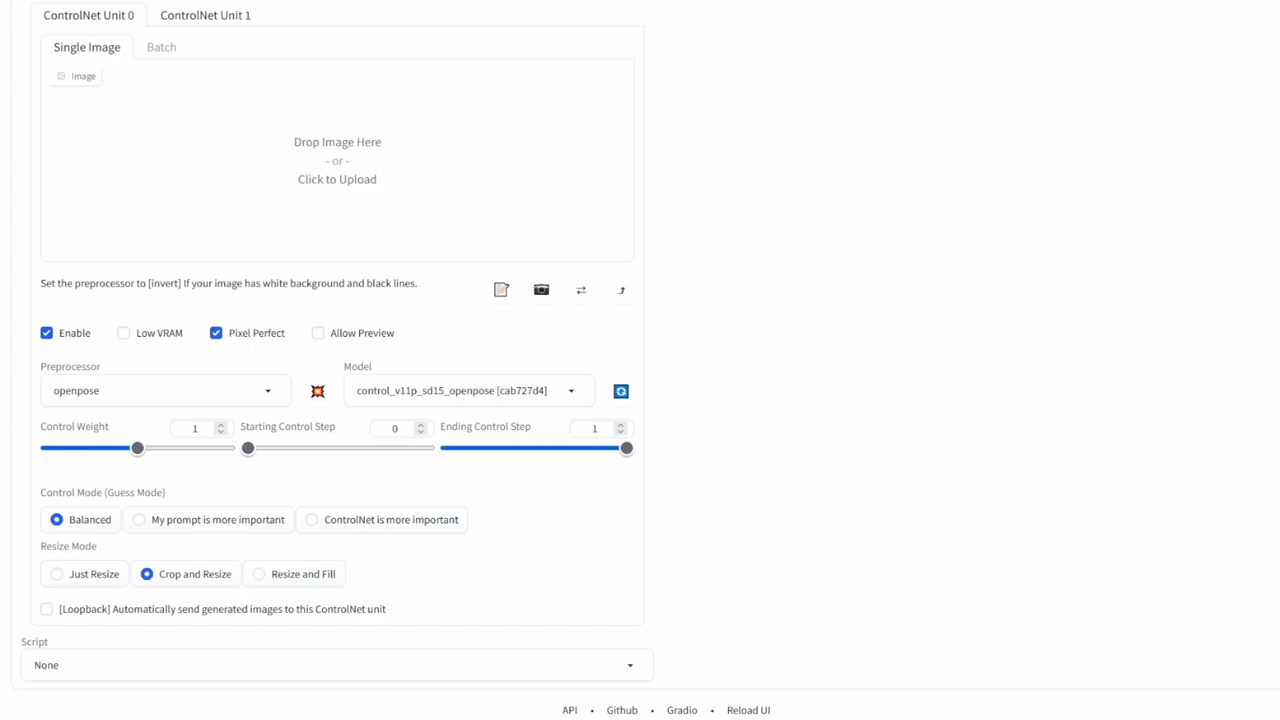 ControlNet Unit 0 ControlNet Unit 1
Single Image Batch
Image
Drop Image Here
- or -
Click to Upload
Set the preprocessor to [invert] If your image has white background and black lines.
Enable Low VRAM Pixel Perfect Allow Preview
Preprocessor Model
openpose control_v11p_sd15_openpose [cab727d4]
Control Weight 1 Starting Control Step 0 Ending Control Step 1
Control Mode (Guess Mode)
Balanced My prompt is more important ControlNet is more important
Resize Mode
Just Resize Crop and Resize Resize and Fill
[Loopback] Automatically send generated images to this ControlNet unit
Script
None
API • Github • Gradio • Reload UI